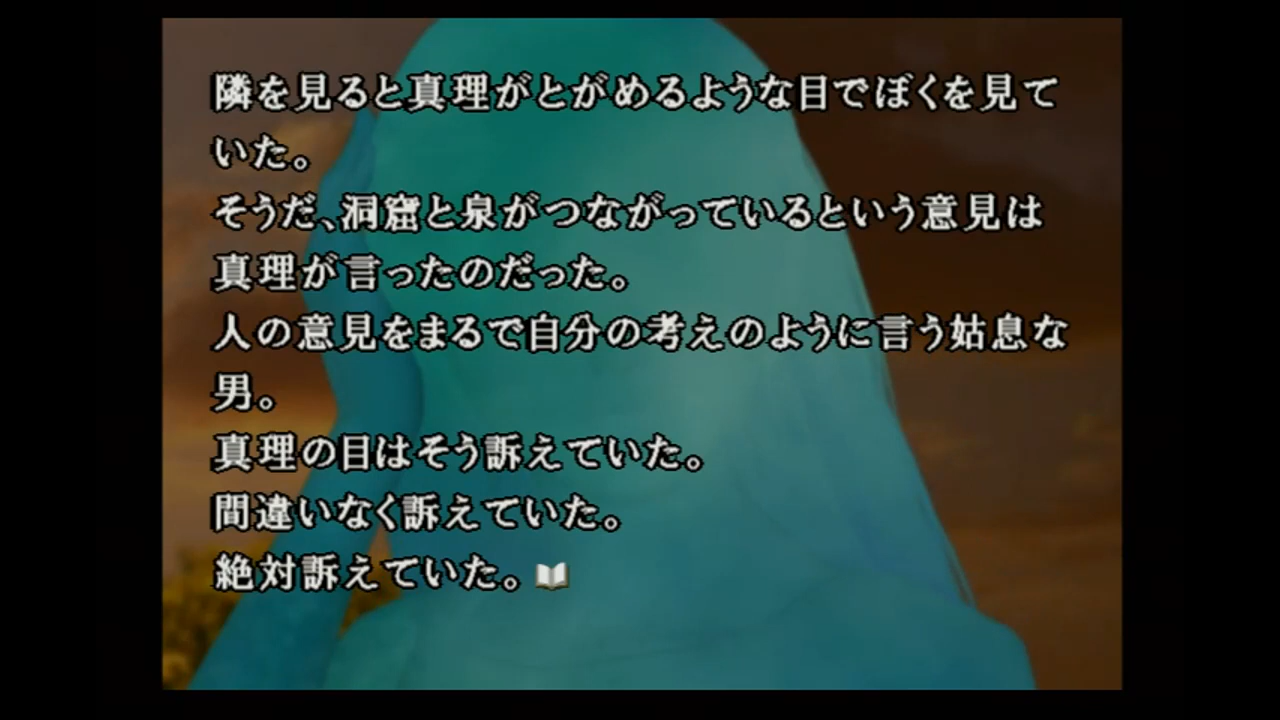 隣を見ると真理がとがめるような目でぼくを見て
いた。
そうだ、洞窟と泉がつながっているという意見は
真理が言ったのだった。
人の意見をまるで自分の考えのように言う姑息な
男。
真理の目はそう訴えていた。
間違いなく訴えていた。
絶対訴えていた。